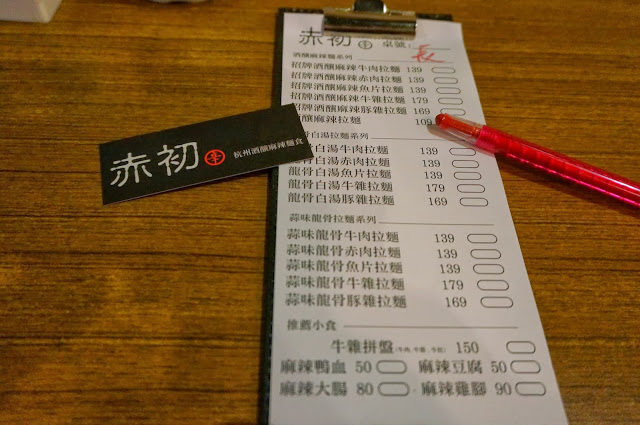 赤初 辛 桌號:長
酒釀麻辣麵系列
招牌酒釀麻辣牛肉拉麵 139
招牌酒釀麻辣赤肉拉麵 139
招牌酒釀麻辣魚片拉麵 139
招牌酒釀麻辣牛雜拉麵 179
招牌酒釀麻辣豚雜拉麵 169
酒釀麻辣拉麵 109
骨白湯拉麵系列
骨白湯牛肉拉麵 139
龍骨白湯赤肉拉麵 139
龍骨白湯魚片拉麵 139
龍骨白湯牛雜拉麵 179
龍骨白湯豚雜拉麵 169
蒜味龍骨拉麵系列
蒜味龍骨牛肉拉麵 139
蒜味龍骨赤肉拉麵 139
蒜味龍骨魚片拉麵 139
蒜味龍骨牛雜拉麵 179
蒜味龍骨豚雜拉麵 169
推薦小食
牛雜拼盤 150
麻辣鴨血 50 麻辣豆腐 50
麻辣大腸 80 麻辣雞腳 90
赤初 辛 杭州酒釀麻辣麵食